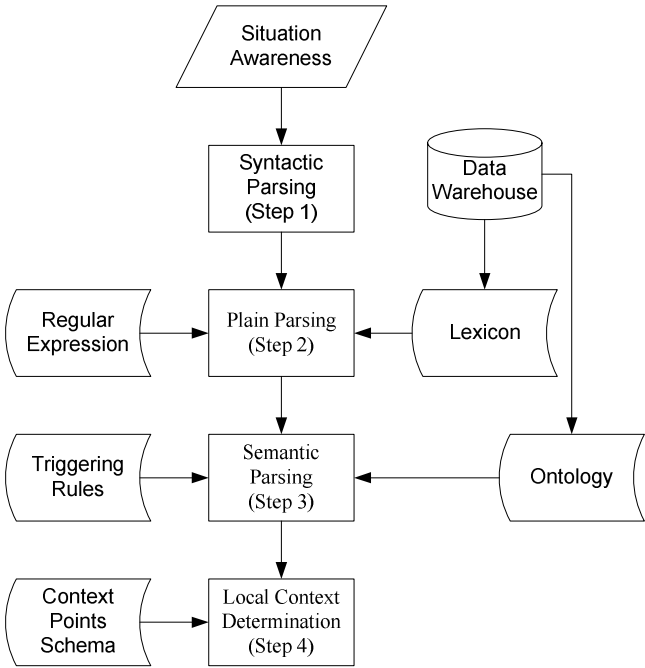 Situation
Awareness
Syntactic
Parsing
(Step 1)
Data
Warehouse
Regular
Expression
Plain Parsing
(Step 2)
Lexicon
Triggering
Rules
Semantic
Parsing
(Step 3)
Ontology
Context
Points
Schema
Local Context
Determination
(Step 4)